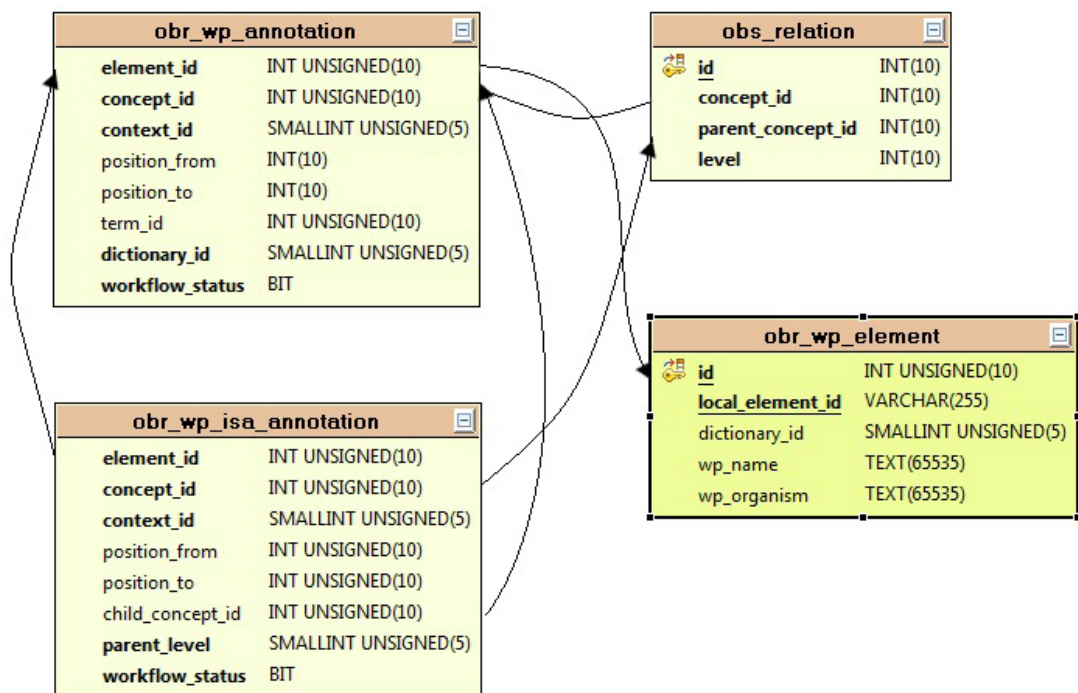 obr_wp_annotation
element_id INT UNSIGNED(10)
concept_id INT UNSIGNED(10)
context_id SMALLINT UNSIGNED(5)
position_from INT(10)
position_to INT(10)
term_id INT UNSIGNED(10)
dictionary_id SMALLINT UNSIGNED(5)
workflow_status BIT
obs_relation
id INT(10)
concept_id INT(10)
parent_concept_id INT(10)
level INT(10)
obr_wp_element
id INT UNSIGNED(10)
local_element_id VARCHAR(255)
dictionary_id SMALLINT UNSIGNED(5)
wp_name TEXT(65535)
wp_organism TEXT(65535)
obr_wp_isa_annotation
element_id INT UNSIGNED(10)
concept_id INT UNSIGNED(10)
context_id SMALLINT UNSIGNED(5)
position_from INT UNSIGNED(10)
position_to INT UNSIGNED(10)
child_concept_id INT UNSIGNED(10)
parent_level SMALLINT UNSIGNED(5)
workflow_status BIT